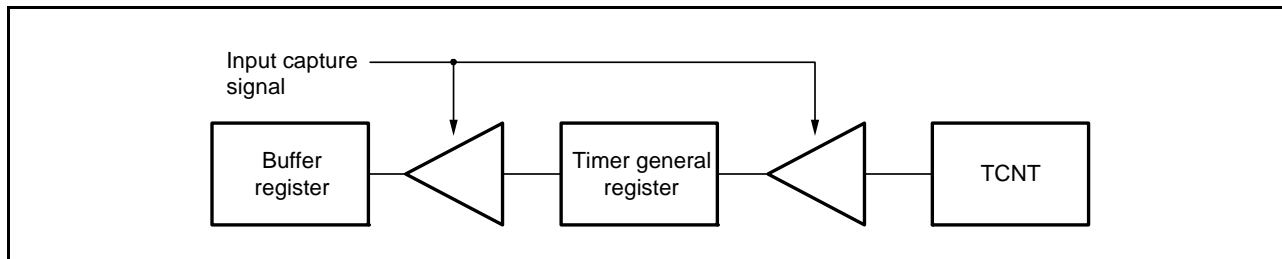 Input capture
signal
Buffer
register
Timer general
register
TCNT